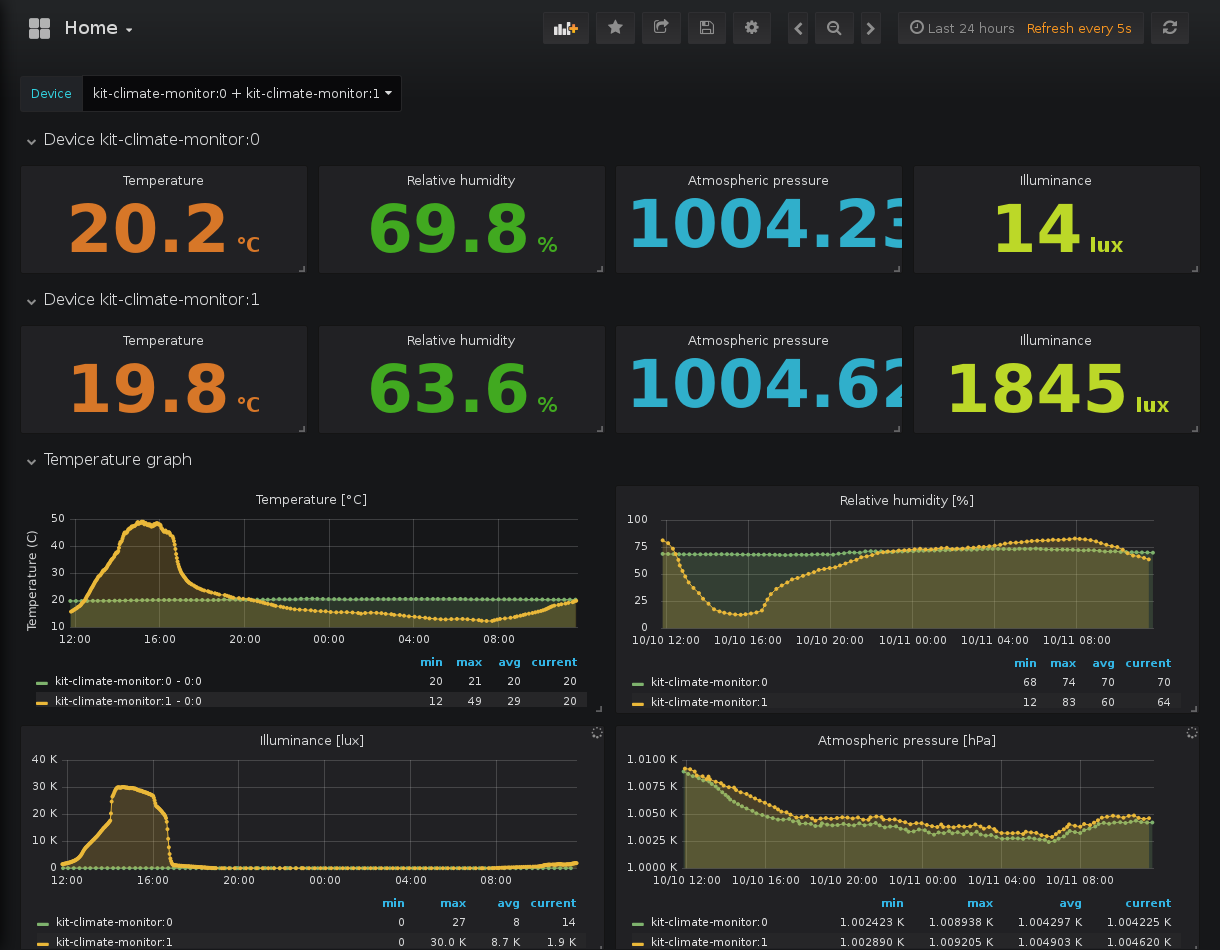 Home
Last 24 hours Refresh every 5s
Device kit-climate-monitor:0 + kit-climate-monitor:1
Device kit-climate-monitor:0
Temperature Relative humidity Atmospheric pressure Illuminance
20.2 °C 69.8 % 1004.23 14 lux
Device kit-climate-monitor:1
Temperature Relative humidity Atmospheric pressure Illuminance
19.8 °C 63.6 % 1004.62 1845 lux
Temperature graph
Temperature [°C]
Temperature (C)
50
40
30
20
10
12:00 16:00 20:00 00:00 04:00 08:00
min max avg current
kit-climate-monitor:0 - 0:0 20 21 20 20
kit-climate-monitor:1 - 0:0 12 49 29 20
Relative humidity [%]
100
75
50
25
0
10/10 12:00 10/10 16:00 10/10 20:00 10/11 00:00 10/11 04:00 10/11 08:00
min max avg current
kit-climate-monitor:0 68 74 70 70
kit-climate-monitor:1 12 83 60 64
Illuminance [lux]
40 K
30 K
20 K
10 K
0
12:00 16:00 20:00 00:00 04:00 08:00
min max avg current
kit-climate-monitor:0 0 27 8 14
kit-climate-monitor:1 0 30.0 K 8.7 K 1.9 K
Atmospheric pressure [hPa]
1.0100 K
1.0075 K
1.0050 K
1.0025 K
1.0000 K
10/10 12:00 10/10 16:00 10/10 20:00 10/11 00:00 10/11 04:00 10/11 08:00
min max avg current
kit-climate-monitor:0 1.002423 K 1.008938 K 1.004297 K 1.004225 K
kit-climate-monitor:1 1.002890 K 1.009205 K 1.004903 K 1.004620 K